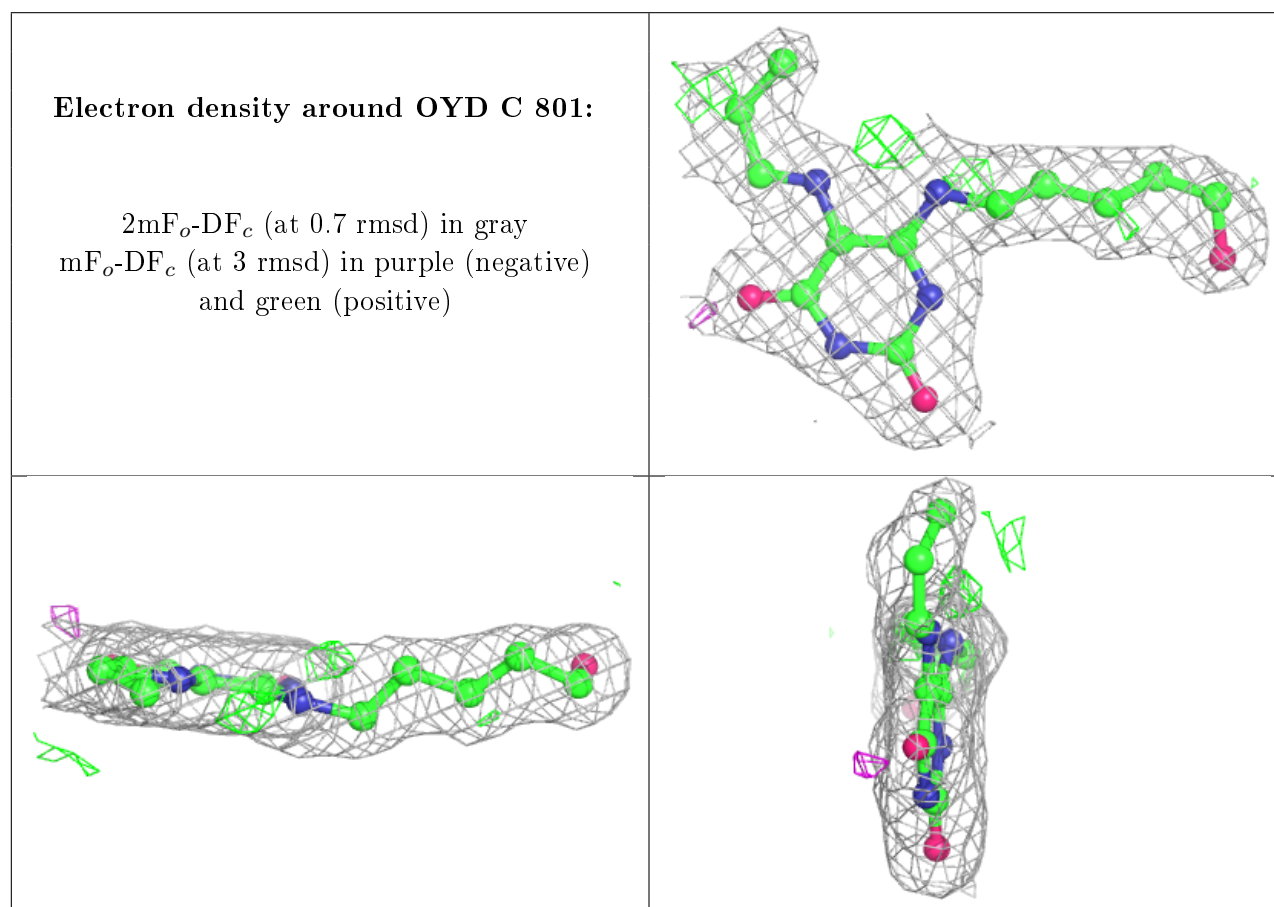 Electron density around OYD C 801:
2mFo-DFc (at 0.7 rmsd) in gray
mFo-DFc (at 3 rmsd) in purple (negative)
and green (positive)